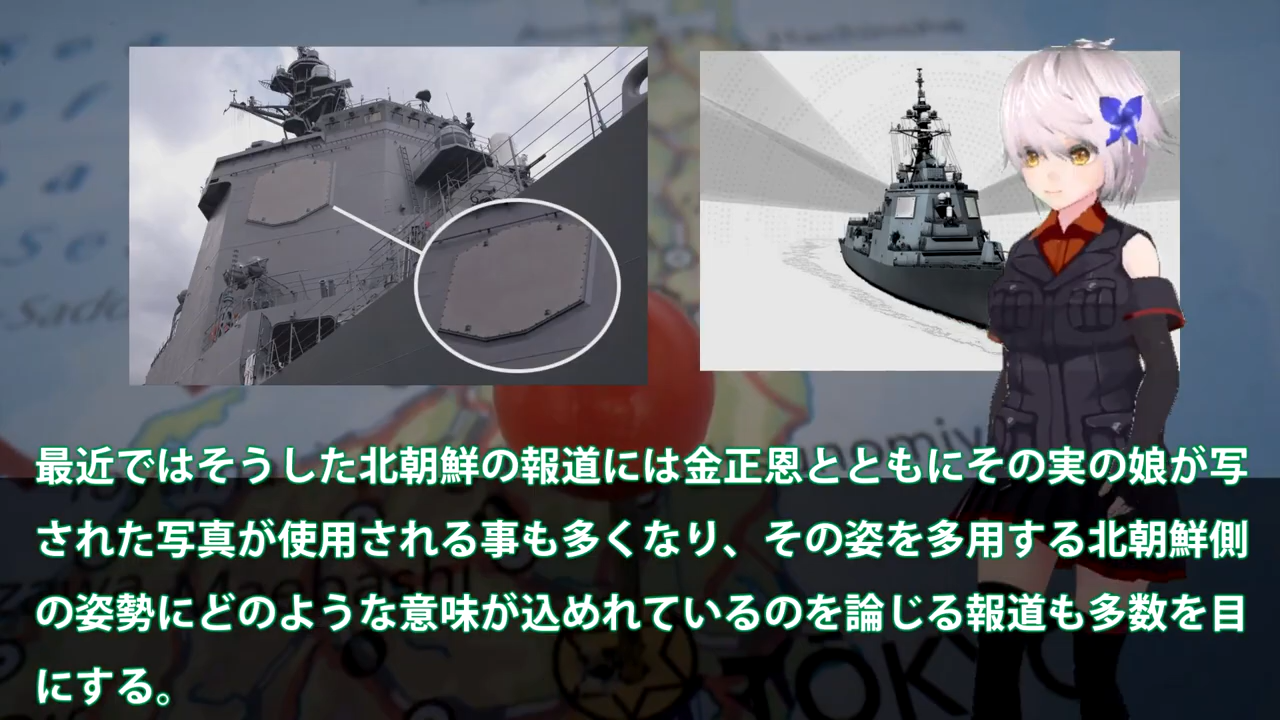 最近ではそうした北朝鮮の報道には金正恩とともにその実の娘が写
された写真が使用される事も多くなり、その姿を多用する北朝鮮側
の姿勢にどのような意味が込めれているのを論じる報道も多数を目
にする。
Sado
TOKYO